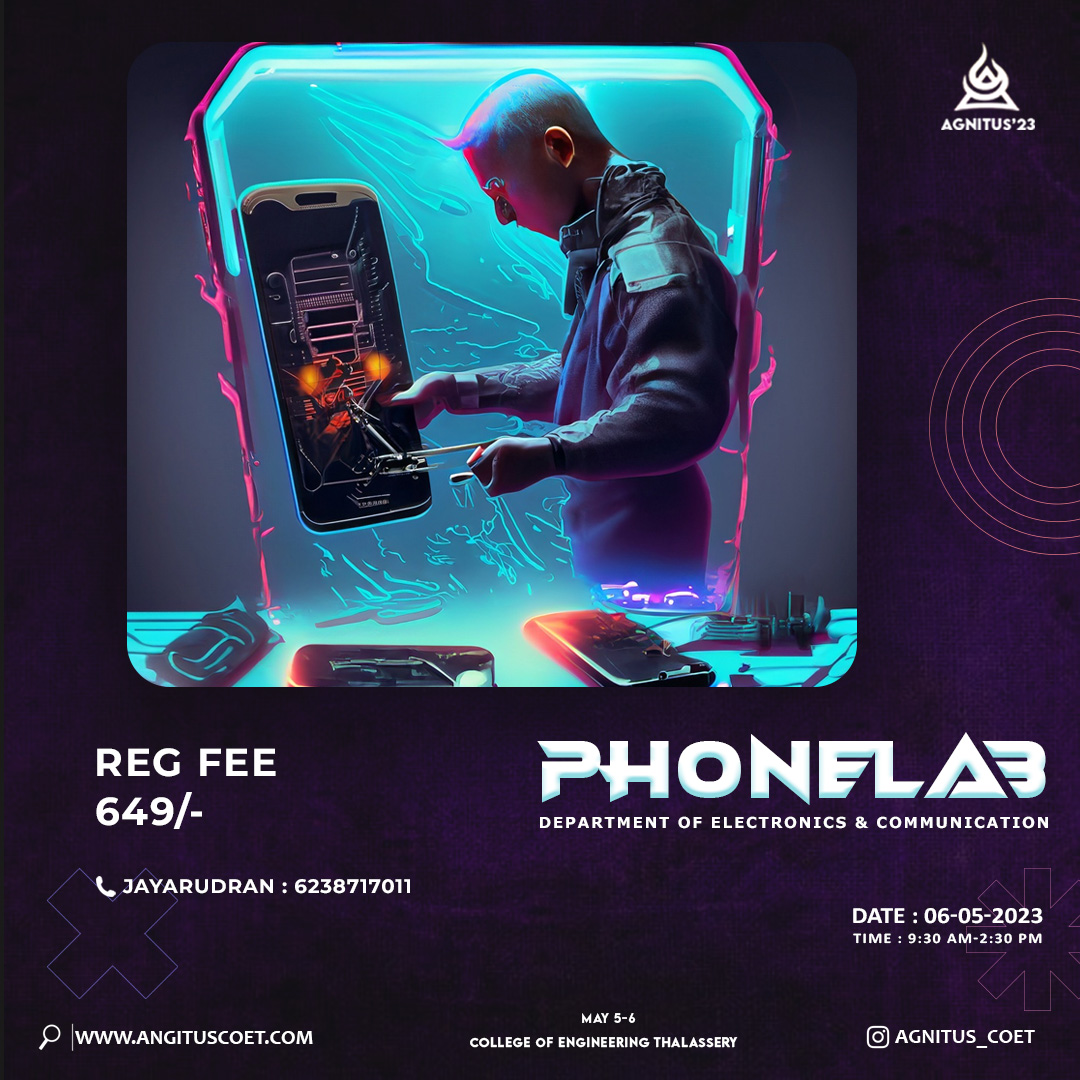 AGNITUS'23
REG FEE
649/-
PHONELAB
DEPARTMENT OF ELECTRONICS & COMMUNICATION
JAYARUDRAN : 6238717011
DATE : 06-05-2023
TIME : 9:30 AM-2:30 PM
MAY 5-6
WWW.ANGITUSCOET.COM
COLLEGE OF ENGINEERING THALASSERY
AGNITUS_COET